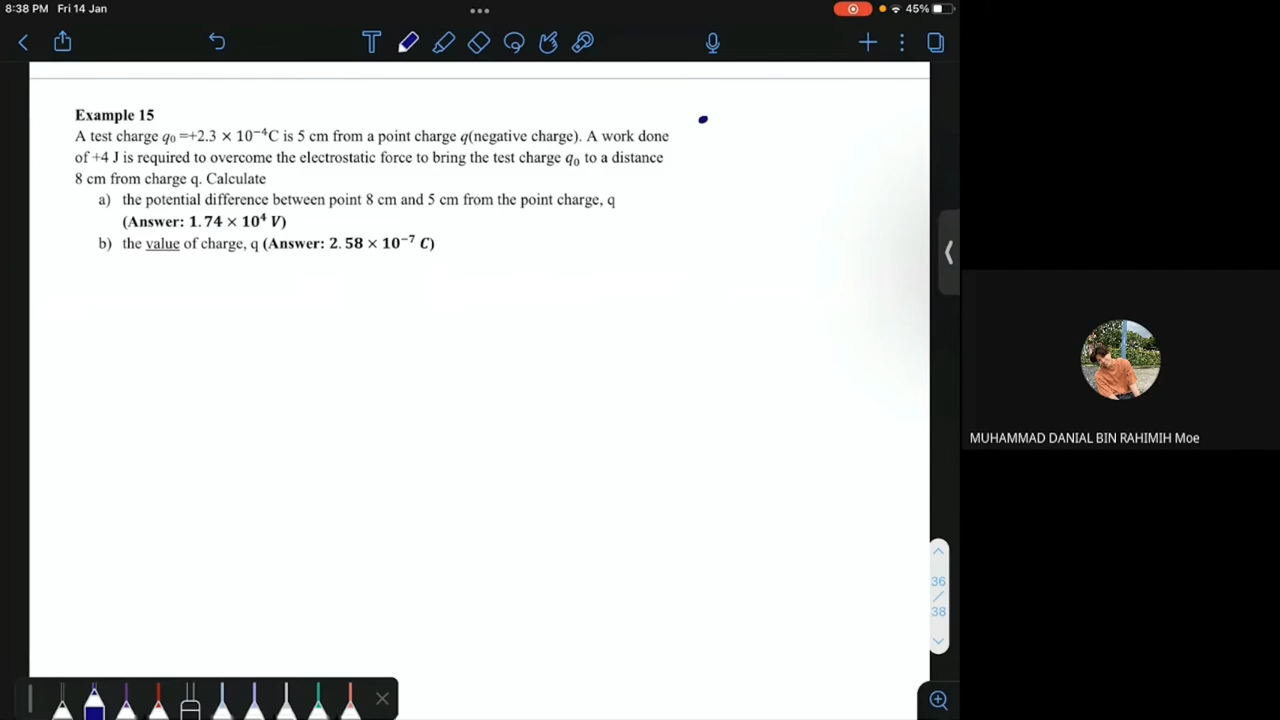 8:38 PM Fri 14 Jan
45%
T
Example 15
A test charge q₀ =+2.3 × 10⁻⁴C is 5 cm from a point charge q(negative charge). A work done
of +4 J is required to overcome the electrostatic force to bring the test charge q₀ to a distance
8 cm from charge q. Calculate
a) the potential difference between point 8 cm and 5 cm from the point charge, q
(Answer: 1.74 × 10⁴ V)
b) the value of charge, q (Answer: 2.58 × 10⁻⁷ C)
MUHAMMAD DANIAL BIN RAHIMIH Moe
36
/
38